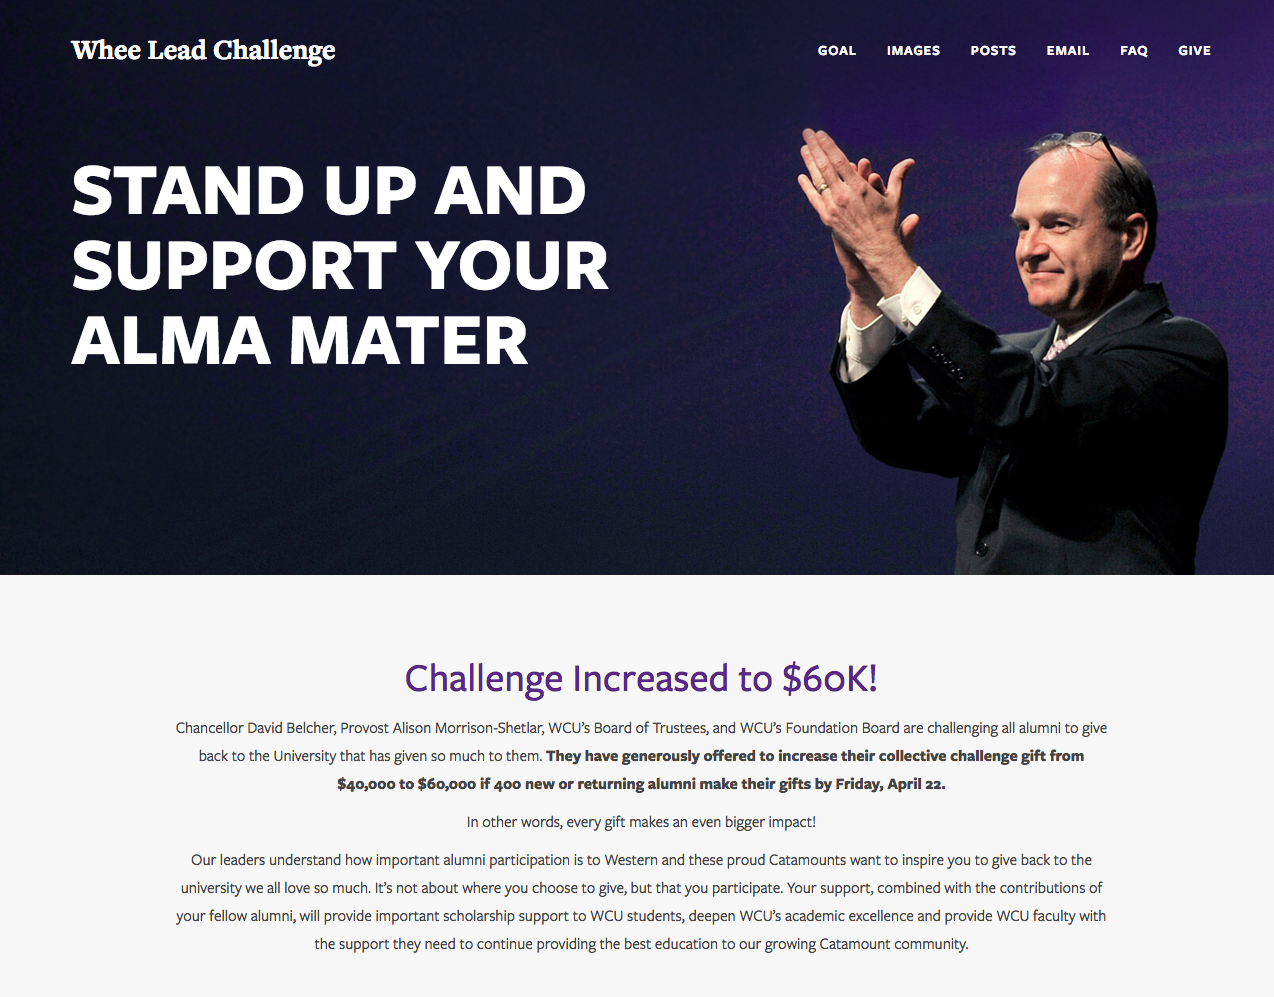 Whee Lead Challenge
GOAL IMAGES POSTS EMAIL FAQ GIVE
STAND UP AND
SUPPORT YOUR
ALMA MATER
Challenge Increased to $60K!
Chancellor David Belcher, Provost Alison Morrison-Shetlar, WCU’s Board of Trustees, and WCU’s Foundation Board are challenging all alumni to give
back to the University that has given so much to them. They have generously offered to increase their collective challenge gift from
$40,000 to $60,000 if 400 new or returning alumni make their gifts by Friday, April 22.
In other words, every gift makes an even bigger impact!
Our leaders understand how important alumni participation is to Western and these proud Catamounts want to inspire you to give back to the
university we all love so much. It’s not about where you choose to give, but that you participate. Your support, combined with the contributions of
your fellow alumni, will provide important scholarship support to WCU students, deepen WCU’s academic excellence and provide WCU faculty with
the support they need to continue providing the best education to our growing Catamount community.